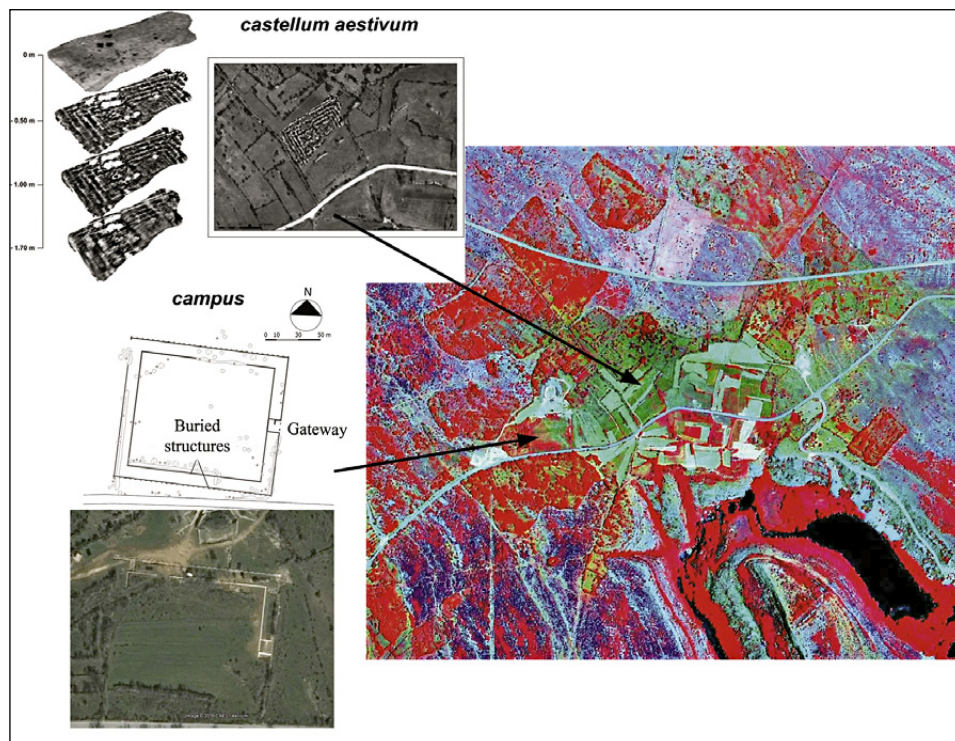 castellum aestivum
0 m
0.50 m
1.00 m
1.70 m
campus
N
0 10 30 50 m
Buried
structures
Gateway